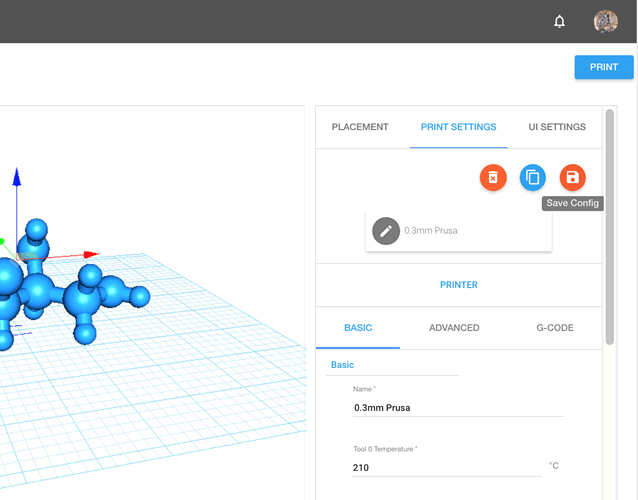 PRINT
PLACEMENT PRINT SETTINGS UI SETTINGS
Save Config
0.3mm Prusa
PRINTER
BASIC ADVANCED G-CODE
Basic
Name *
0.3mm Prusa
Tool 0 Temperature *
210 °C